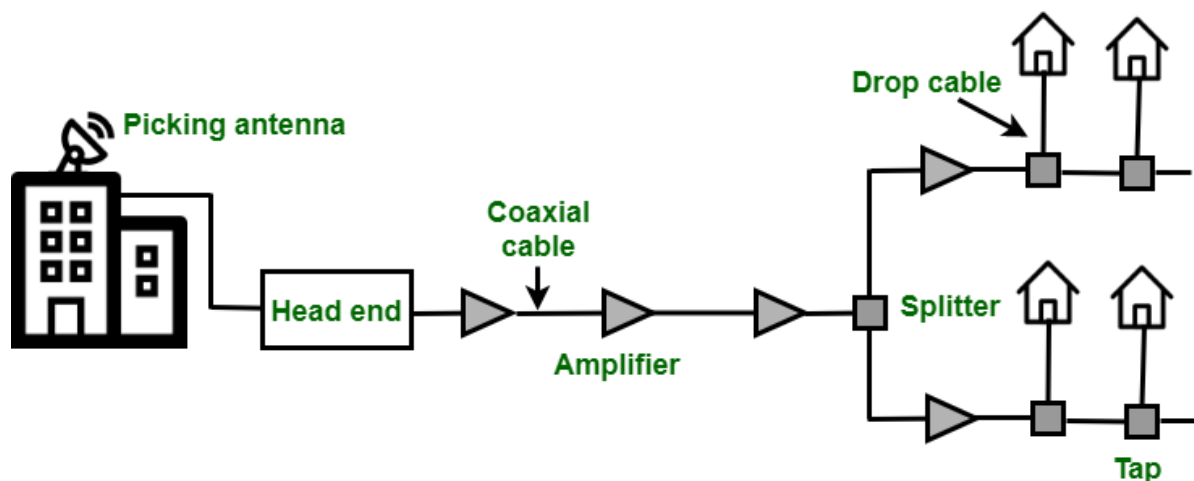 Drop cable
Picking antenna
Coaxial
cable
Head end
Splitter
Amplifier
Tap